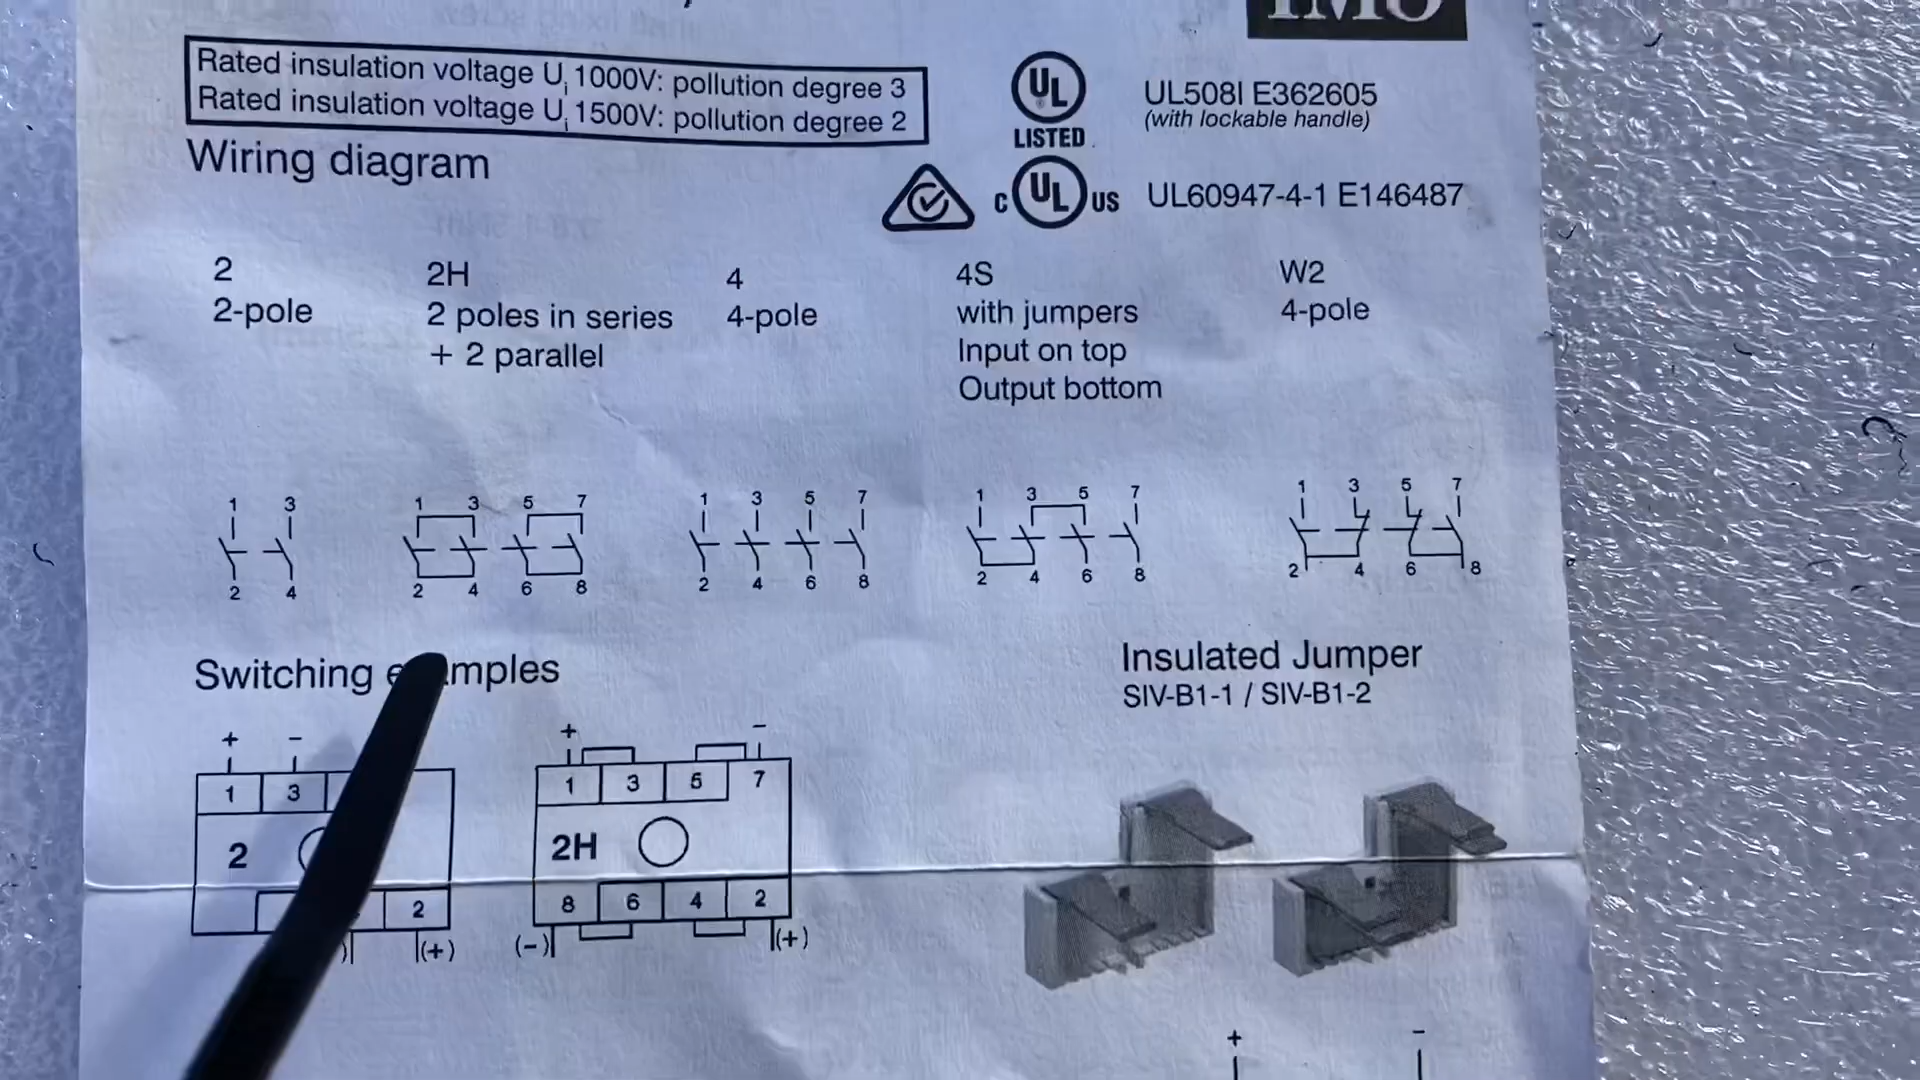 IMO
Rated insulation voltage Ui 1000V: pollution degree 3
Rated insulation voltage Ui 1500V: pollution degree 2
UL
LISTED
UL508I E362605
(with lockable handle)
Wiring diagram
c UL US
UL60947-4-1 E146487
2
2-pole
2H
2 poles in series
+ 2 parallel
4
4-pole
4S
with jumpers
Input on top
Output bottom
W2
4-pole
1 3
2 4
1 3 5 7
2 4 6 8
1 3 5 7
2 4 6 8
1 3 5 7
2 4 6 8
1 3 5 7
2 4 6 8
Switching
mples
Insulated Jumper
SIV-B1-1 / SIV-B1-2
+ −
1 3
2
2
(+)
+ −
1 3 5 7
2H
8 6 4 2
(-) (+)
+ −